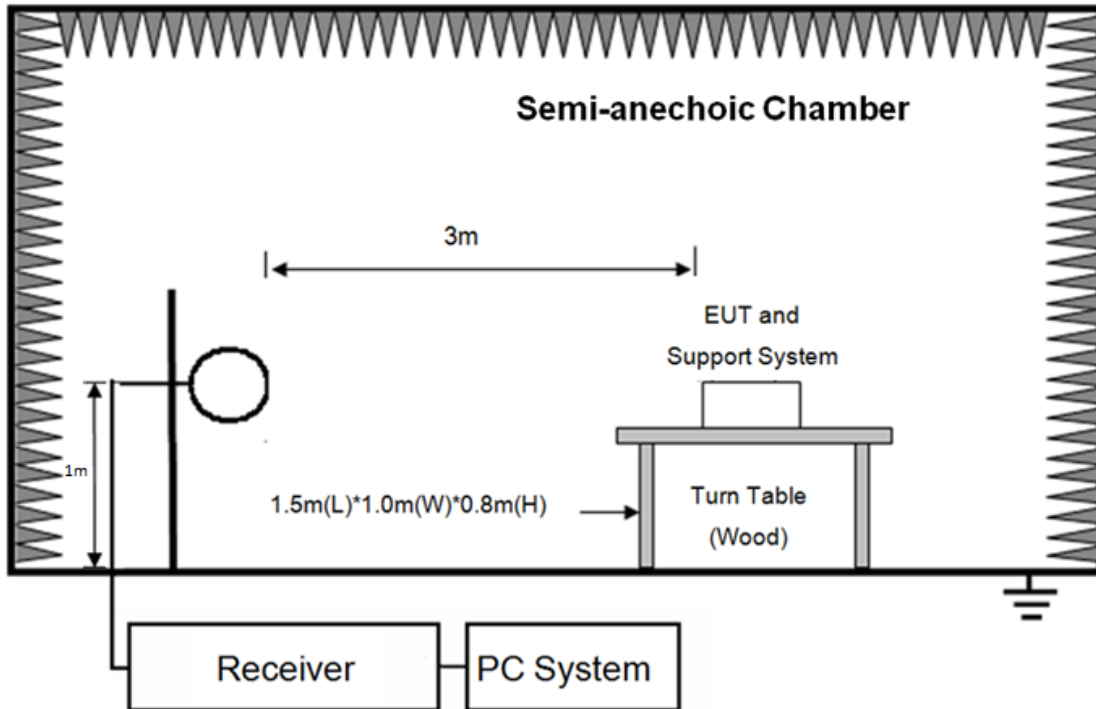 Semi-anechoic Chamber
3m
EUT and
Support System
1m
1.5m(L)*1.0m(W)*0.8m(H)
Turn Table
(Wood)
Receiver
PC System